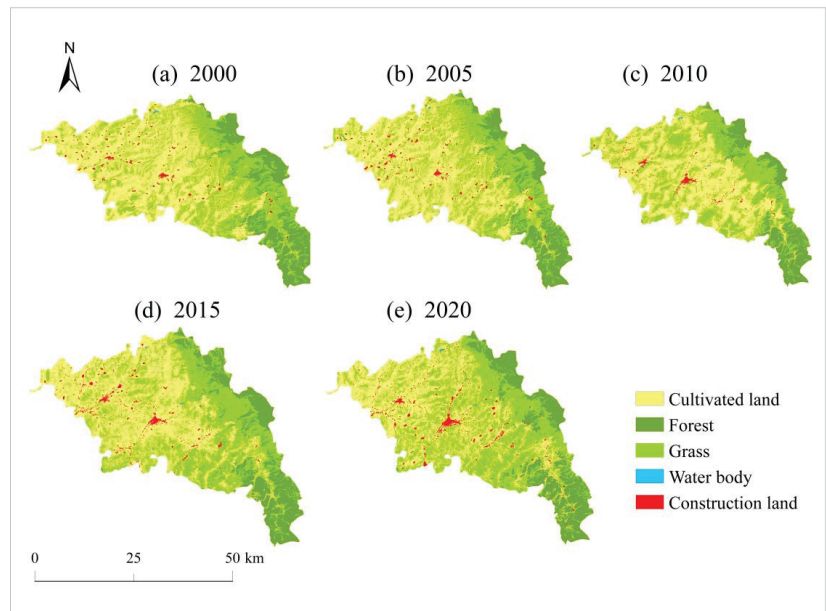 N
(a) 2000
(b) 2005
(c) 2010
(d) 2015
(e) 2020
Cultivated land
Forest
Grass
Water body
Construction land
0 25 50 km